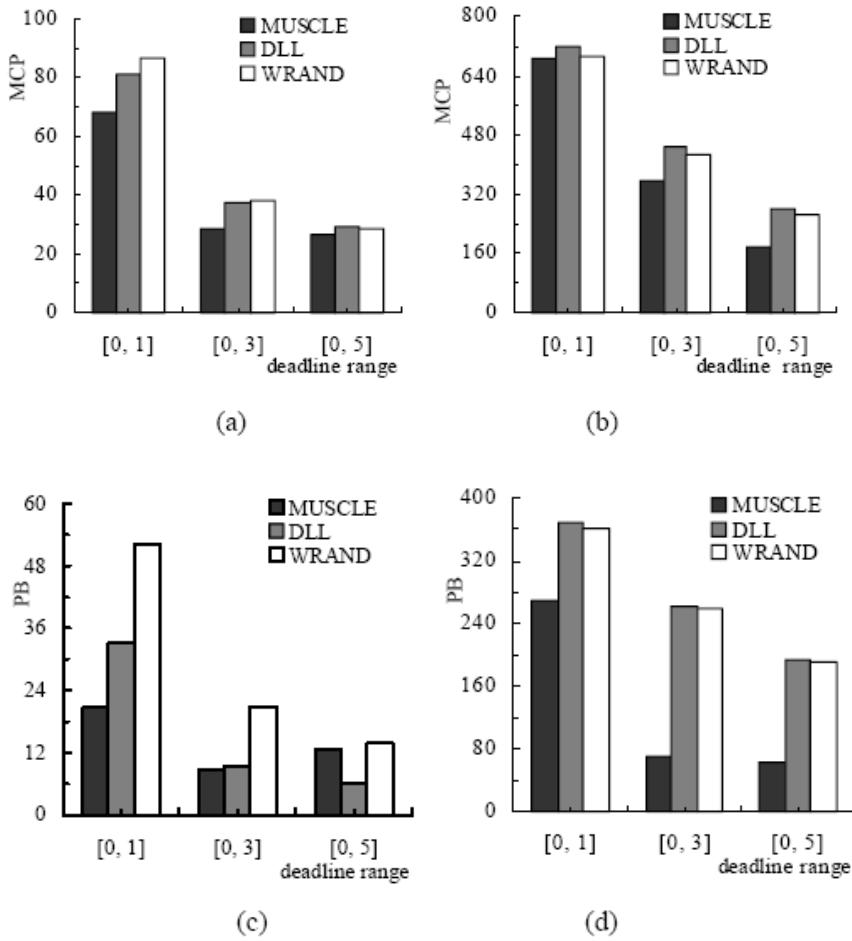 100
80
60
40
20
0
MCP
MUSCLE
DLL
WRAND
[0, 1]
[0, 3]
[0, 5]
deadline range
(a)
800
640
480
320
160
0
MCP
MUSCLE
DLL
WRAND
[0, 1]
[0, 3]
[0, 5]
deadline range
(b)
60
48
36
24
12
0
PB
MUSCLE
DLL
WRAND
[0, 1]
[0, 3]
[0, 5]
deadline range
(c)
400
320
240
160
80
0
PB
MUSCLE
DLL
WRAND
[0, 1]
[0, 3]
[0, 5]
deadline range
(d)